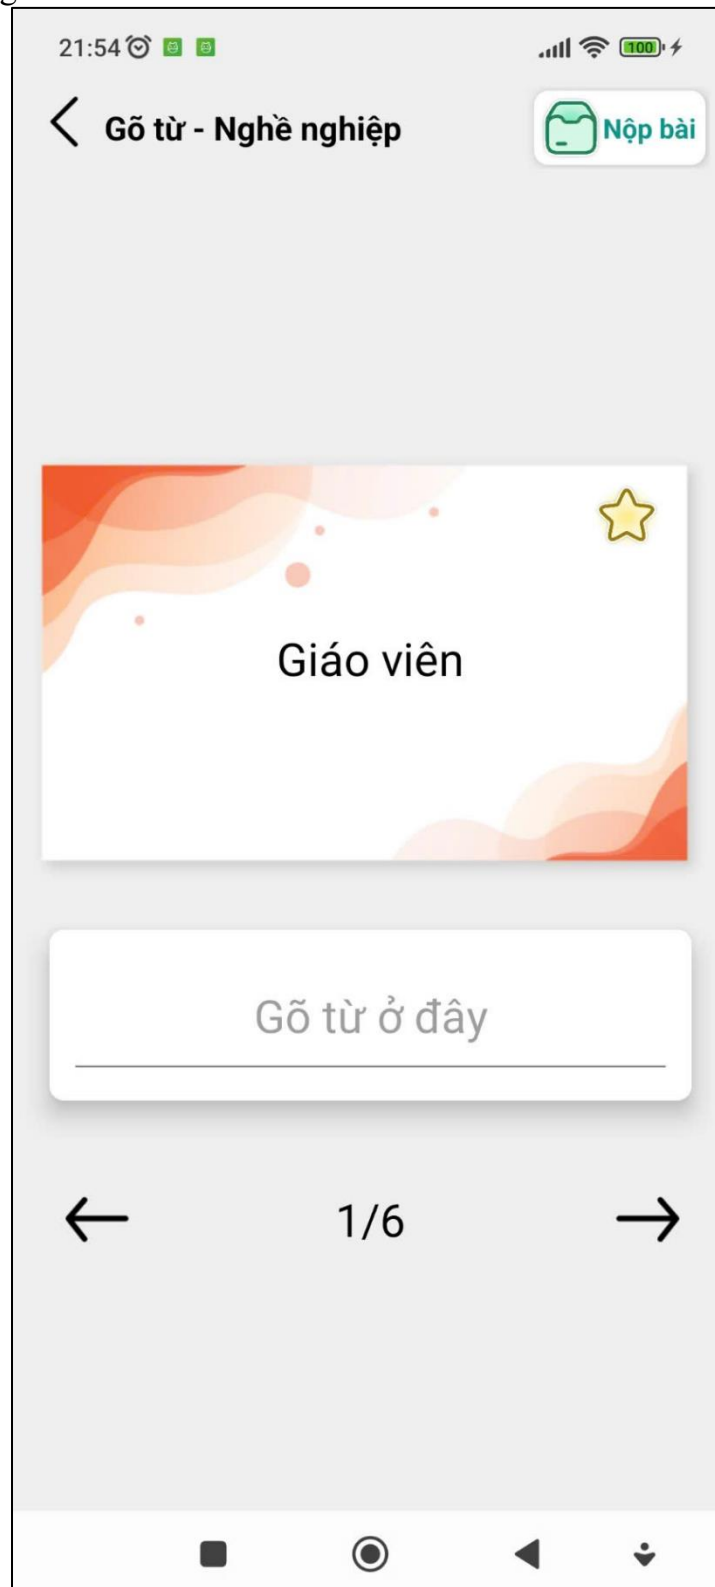 21:54
100
Gõ từ - Nghề nghiệp
Nộp bài
Giáo viên
Gõ từ ở đây
1/6